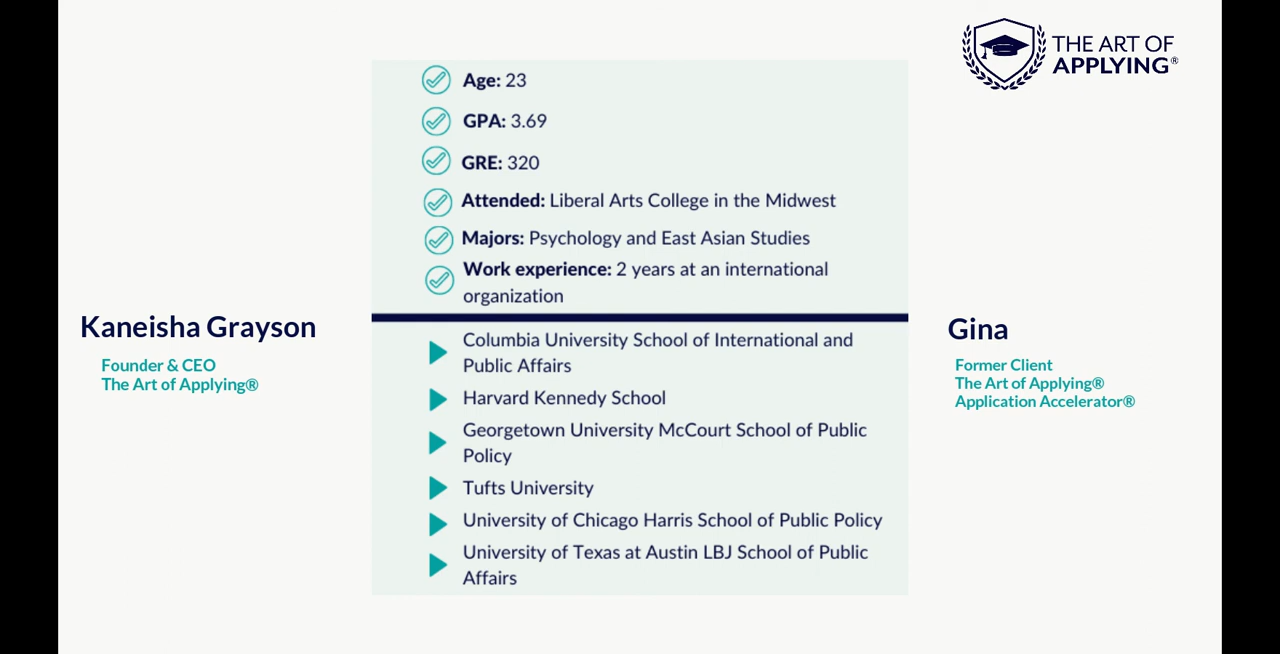 THE ART OF
APPLYING®
Age: 23
GPA: 3.69
GRE: 320
Attended: Liberal Arts College in the Midwest
Majors: Psychology and East Asian Studies
Work experience: 2 years at an international
organization
Kaneisha Grayson
Founder & CEO
The Art of Applying®
Columbia University School of International and
Public Affairs
Harvard Kennedy School
Georgetown University McCourt School of Public
Policy
Tufts University
University of Chicago Harris School of Public Policy
University of Texas at Austin LBJ School of Public
Affairs
Gina
Former Client
The Art of Applying®
Application Accelerator®